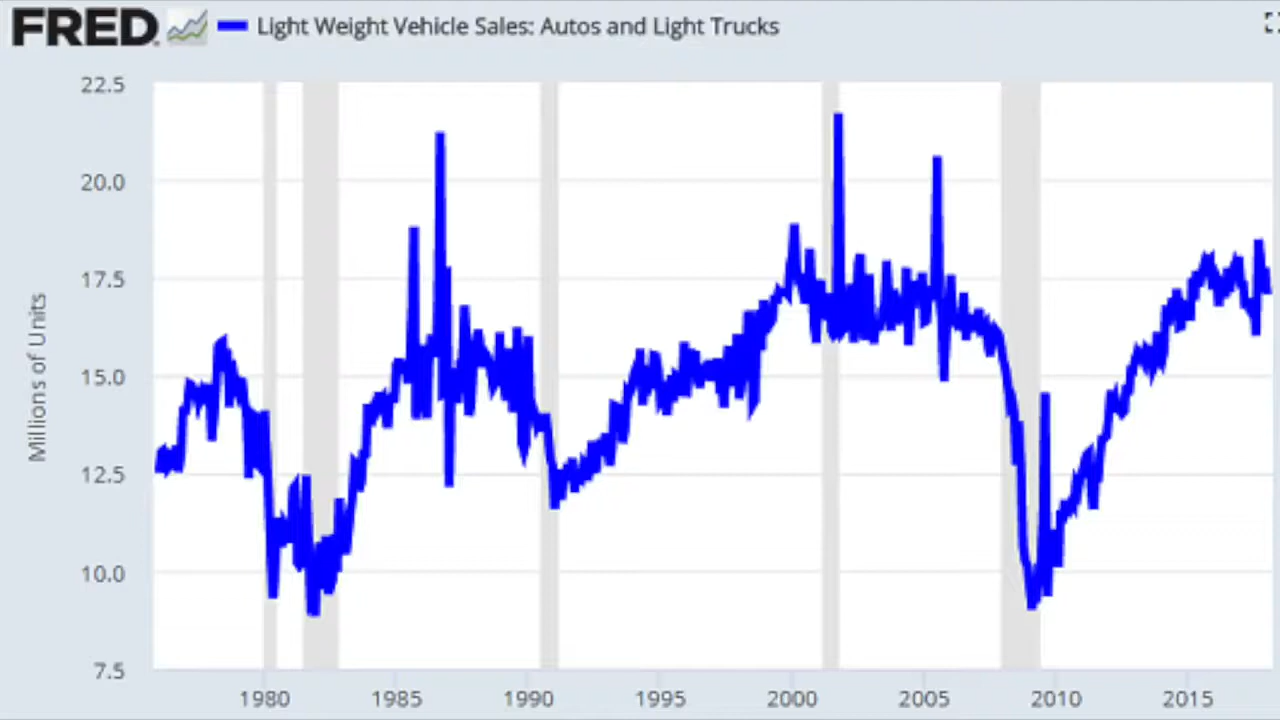 FRED
Light Weight Vehicle Sales: Autos and Light Trucks
22.5
20.0
17.5
15.0
12.5
10.0
7.5
Millions of Units
1980 1985 1990 1995 2000 2005 2010 2015